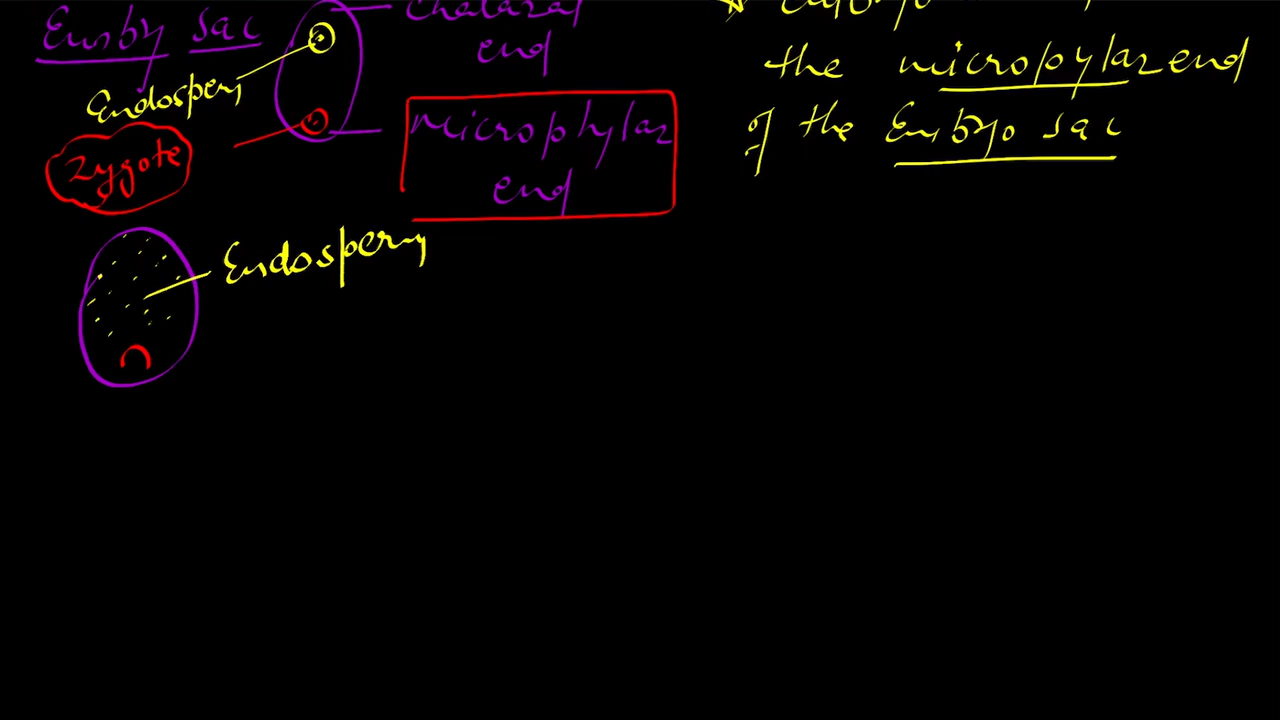 Emby sac
chalazal
end
Endosperm
microphylar
end
Zygote
Endosperm
the micropylar end
of the Embryo sac